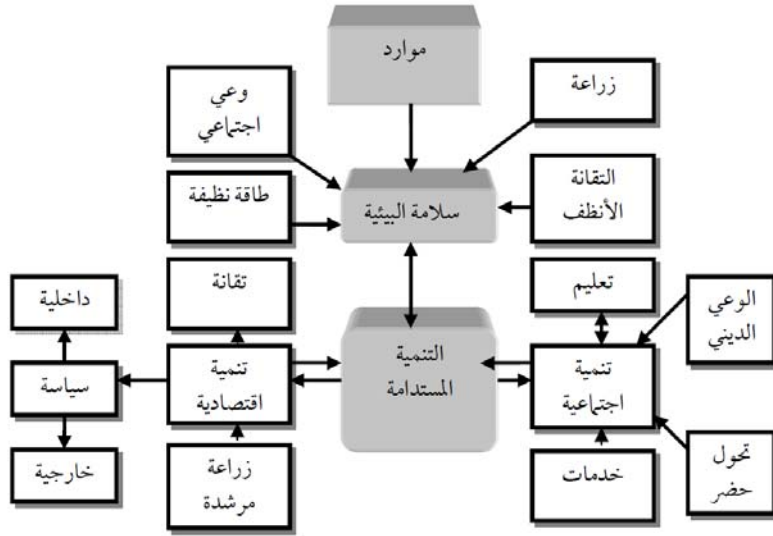 موارد
زراعة
وعي
اجتماعي
التقانة
الأنظف
سلامة البيئية
طاقة نظيفة
الوعي
الديني
تعليم
تقانة
داخلية
التنمية
المستدامة
تنمية
اجتماعية
تنمية
اقتصادية
سياسة
تحول
حضر
خدمات
زراعة
مرشدة
خارجية